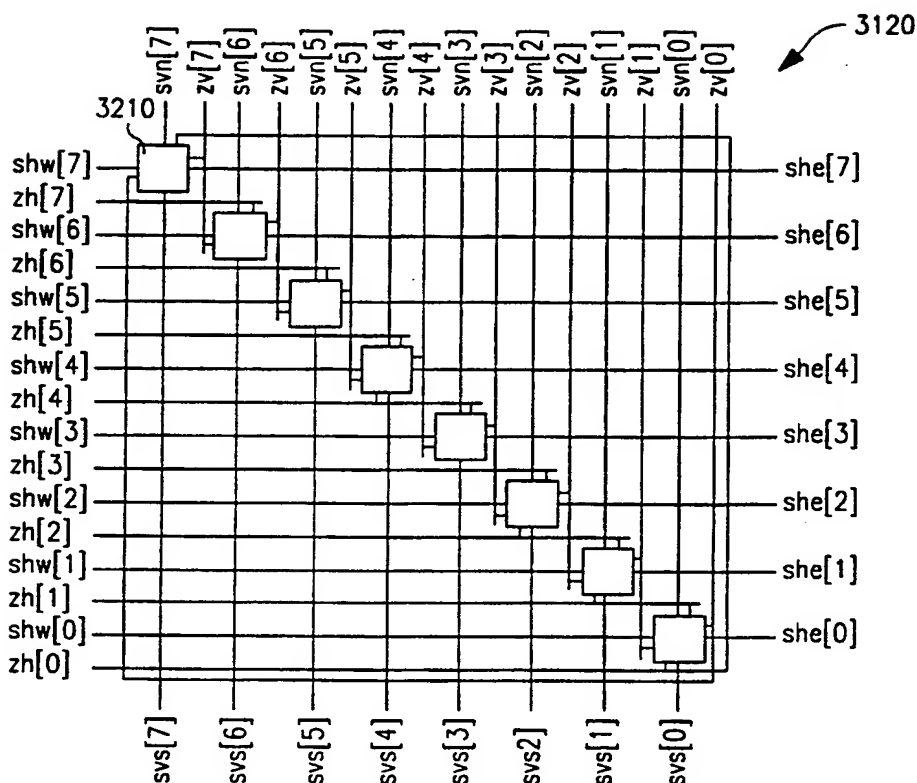 3120
svn[7]
zv[7]
svn[6]
zv[6]
svn[5]
zv[5]
svn[4]
zv[4]
svn[3]
zv[3]
svn[2]
zv[2]
svn[1]
zv[1]
svn[0]
zv[0]
3210
shw[7]
she[7]
zh[7]
shw[6]
she[6]
zh[6]
shw[5]
she[5]
zh[5]
shw[4]
she[4]
zh[4]
shw[3]
she[3]
zh[3]
shw[2]
she[2]
zh[2]
shw[1]
she[1]
zh[1]
shw[0]
she[0]
zh[0]
svs[7]
svs[6]
svs[5]
svs[4]
svs[3]
svs2]
svs[1]
svs[0]